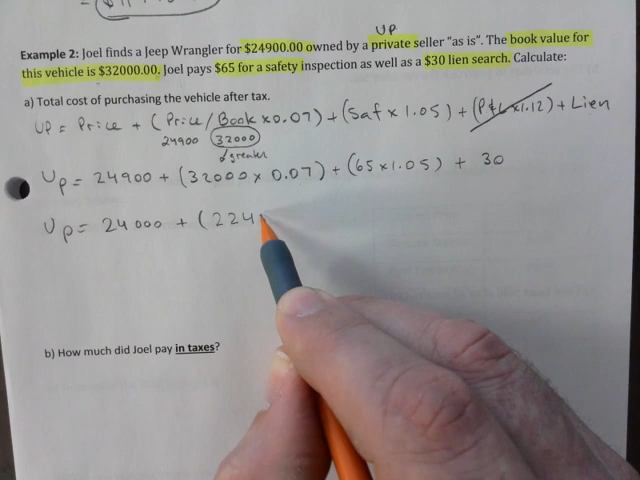 UP
Example 2: Joel finds a Jeep Wrangler for $24900.00 owned by a private seller "as is". The book value for
this vehicle is $32000.00. Joel pays $65 for a safety inspection as well as a $30 lien search. Calculate:
a) Total cost of purchasing the vehicle after tax.
UP = Price + (Price/Book x 0.07) + (Saf x 1.05) + (P&L x 1.12) + Lien
24900 32000
greater
Up = 24900 + (32000 x 0.07) + (65 x 1.05) + 30
Up = 24000 + (224
b) How much did Joel pay in taxes?